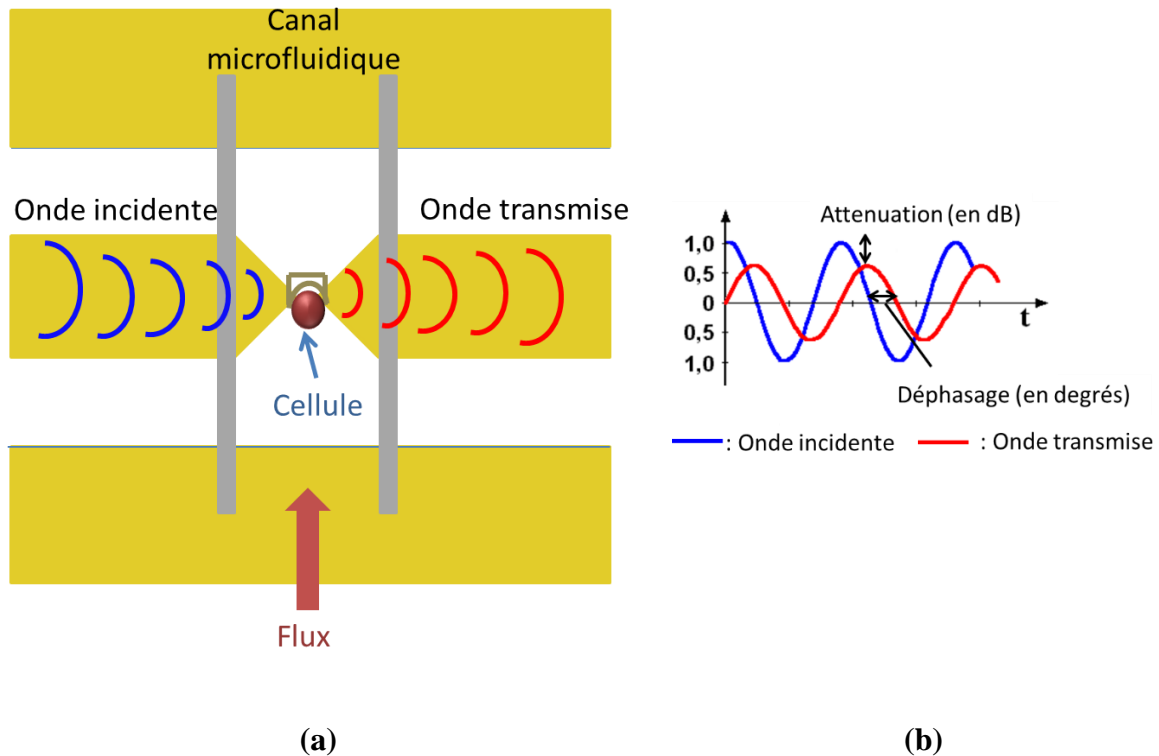 Canal
microfluidique
Onde incidente
Onde transmise
Cellule
Flux
(a)
Attenuation (en dB)
1,0
0,5
0
0,5
1,0
t
Déphasage (en degrés)
: Onde incidente
: Onde transmise
(b)